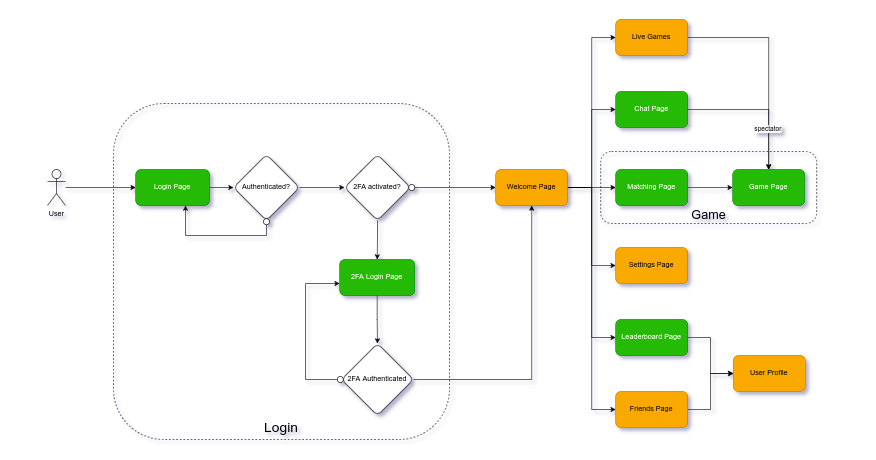 Live Games
Chat Page
spectator
User
Login Page
Authenticated?
2FA activated?
Welcome Page
Matching Page
Game Page
Game
2FA Login Page
Settings Page
Leaderboard Page
2FA Authenticated
User Profile
Friends Page
Login